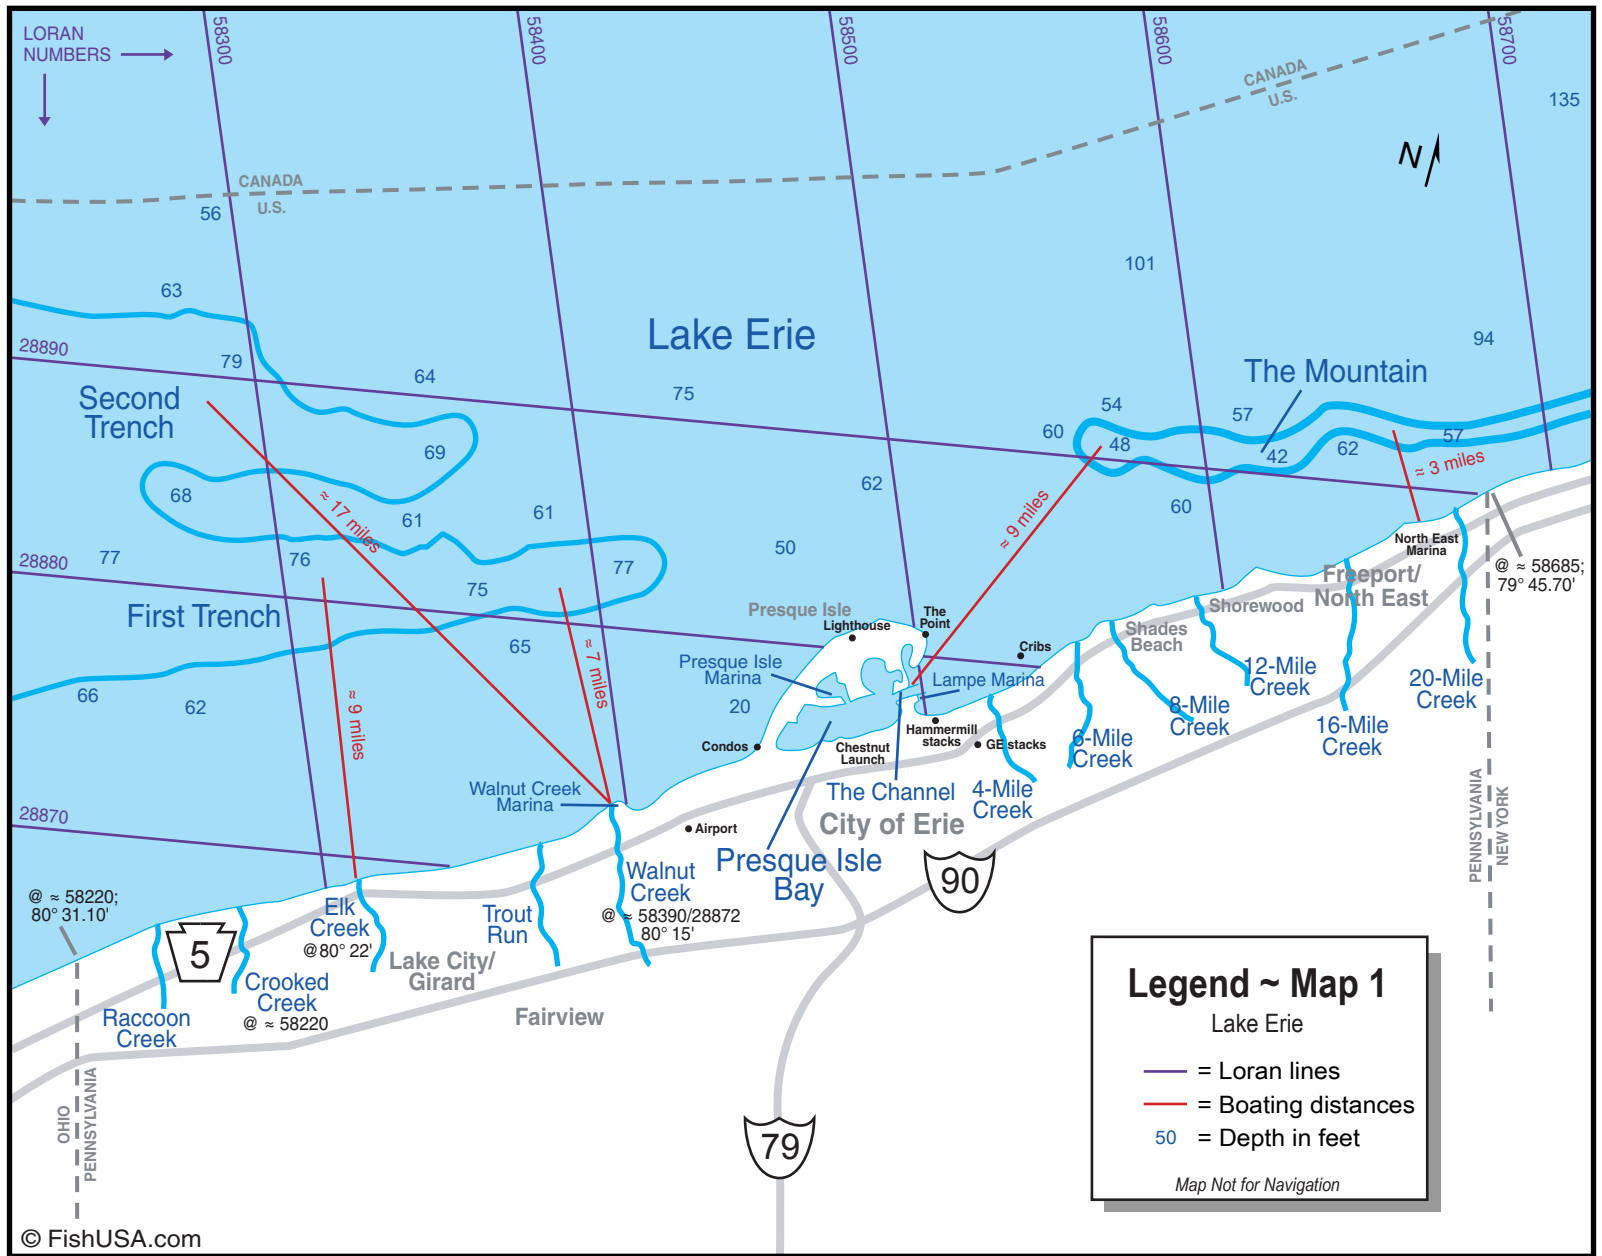 LORAN
NUMBERS
58300
58400
58500
58600
58700
135
CANADA
U.S.
N
CANADA
U.S.
56
101
63
94
28890
79
64
Lake Erie
75
The Mountain
Second
Trench
54
57
60
48
42
62
57
69
≈ 3 miles
68
≈ 17 miles
61
61
62
≈ 9 miles
60
28880
77
76
77
50
75
North East
Marina
@ ≈ 58685;
79° 45.70'
Freeport/
North East
Shorewood
First Trench
Presque Isle
Lighthouse
The
Point
Shades
Beach
65
≈ 7 miles
Cribs
Presque Isle
Marina
Lampe Marina
12-Mile
Creek
20-Mile
Creek
66
62
20
≈ 9 miles
8-Mile
Creek
16-Mile
Creek
Condos
Hammermill
stacks
GE stacks
Chestnut
Launch
6-Mile
Creek
Walnut Creek
Marina
The Channel
4-Mile
Creek
28870
Airport
City of Erie
PENNSYLVANIA
NEW YORK
Presque Isle
Bay
90
Walnut
Creek
@ ≈ 58390/28872
80° 15'
@ ≈ 58220;
80° 31.10'
Elk
Creek
@80° 22'
Trout
Run
5
Lake City/
Girard
Crooked
Creek
@ ≈ 58220
Raccoon
Creek
Fairview
OHIO
PENNSYLVANIA
79
Legend ~ Map 1
Lake Erie
= Loran lines
= Boating distances
50 = Depth in feet
Map Not for Navigation
© FishUSA.com